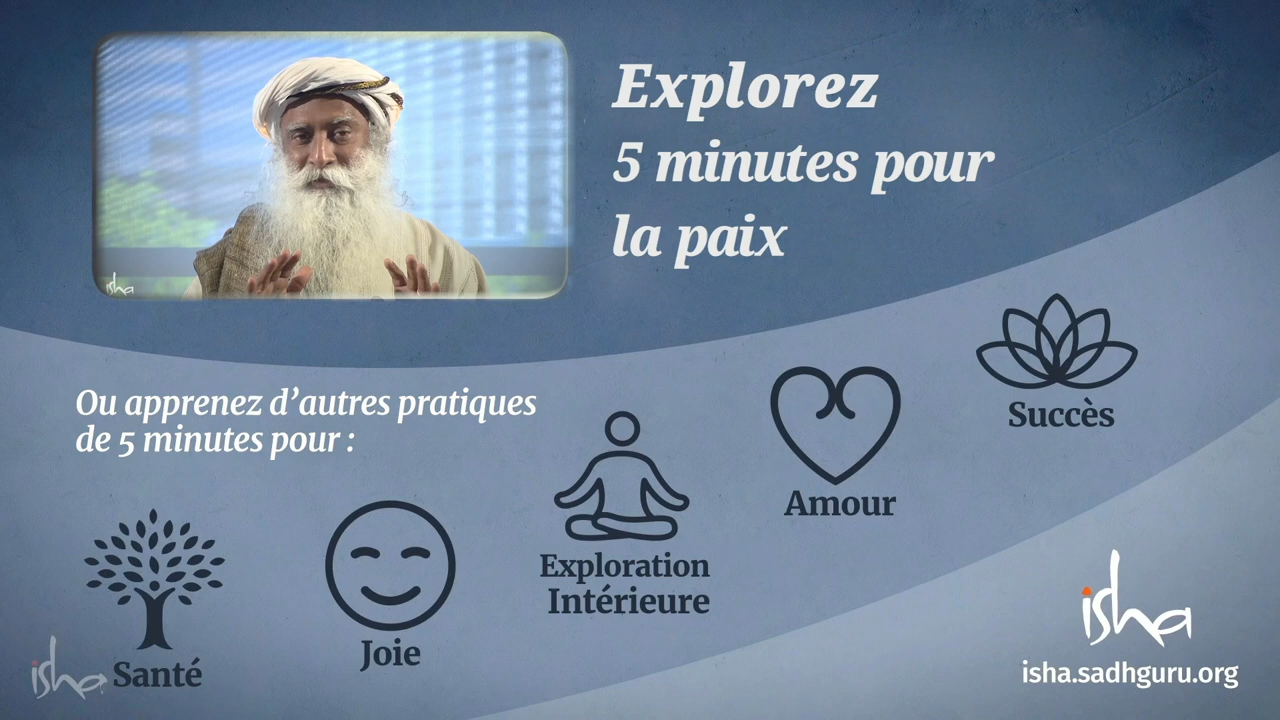 Explorez
5 minutes pour
la paix
isha
Ou apprenez d'autres pratiques
de 5 minutes pour :
Succès
Amour
Exploration
Intérieure
Joie
Santé
isha
isha
isha.sadhguru.org